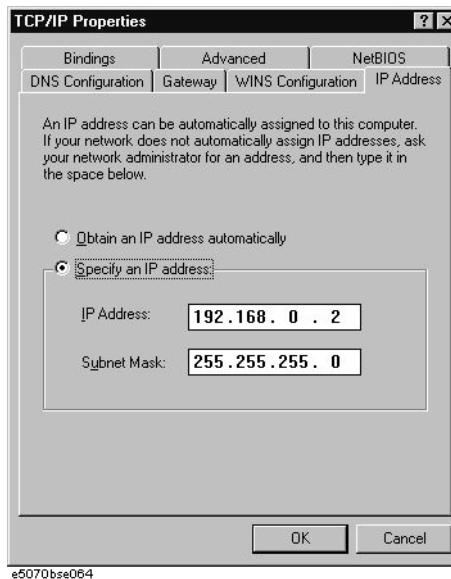 TCP/IP Properties
Bindings Advanced NetBIOS
DNS Configuration Gateway WINS Configuration IP Address
An IP address can be automatically assigned to this computer.
If your network does not automatically assign IP addresses, ask
your network administrator for an address, and then type it in
the space below.
Obtain an IP address automatically
Specify an IP address:
IP Address: 192.168. 0 . 2
Subnet Mask: 255.255.255. 0
OK Cancel
e5070bse064